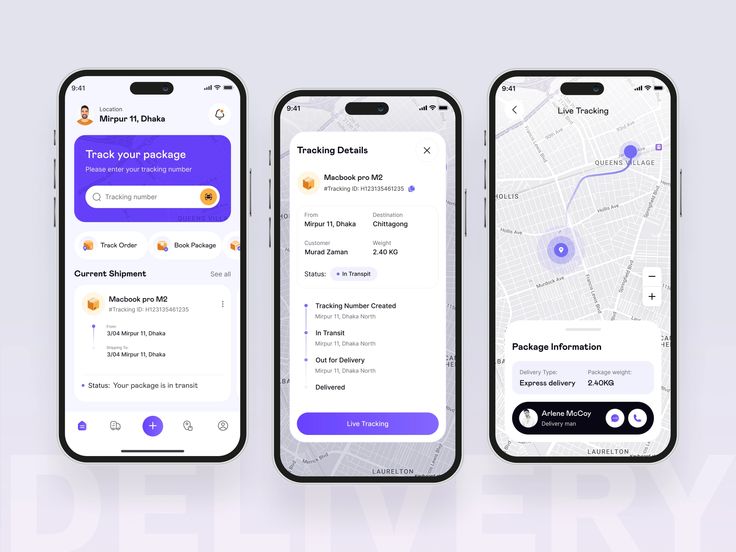 9:41
Location
Mirpur 11, Dhaka
Track your package
Please enter your tracking number
Tracking number
QUEENS VILLAGE
Track Order
Book Package
Current Shipment
See all
Macbook pro M2
#Tracking ID: H123135461235
From
3/04 Mirpur 11, Dhaka
Shipping To
3/04 Mirpur 11, Dhaka
Status: Your package is in transit
9:41
Tracking Details
Macbook pro M2
#Tracking ID: H123135461235
From
Destination
Mirpur 11, Dhaka
Chittagong
Customer
Weight
Murad Zaman
2.40 KG
Status:
In Transpit
Tracking Number Created
Mirpur 11, Dhaka North
In Transit
Mirpur 11, Dhaka North
Out for Delivery
Mirpur 11, Dhaka North
Delivered
Live Tracking
LAURELTON
9:41
Live Tracking
QUEENS VILLAGE
HOLLIS
Hollis Ave
Murdock Ave
Francis Lewis Blvd
Springfield Blvd
Package Information
Delivery Type:
Package weight:
Express delivery
2.40KG
Arlene McCoy
Delivery man
LAURELTON
DELIVERY